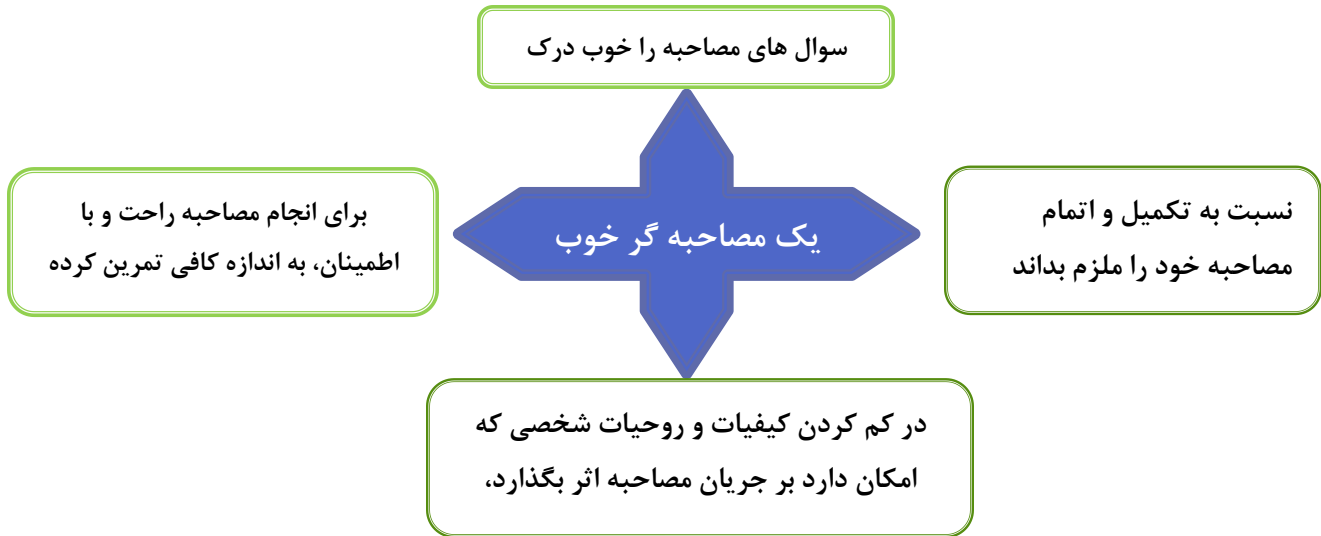 سوال های مصاحبه را خوب درک
نسبت به تکمیل و اتمام
مصاحبه خود را ملزم بداند
یک مصاحبه گر خوب
برای انجام مصاحبه راحت و با
اطمینان، به اندازه کافی تمرین کرده
در کم کردن کیفیات و روحیات شخصی که
امکان دارد بر جریان مصاحبه اثر بگذارد،